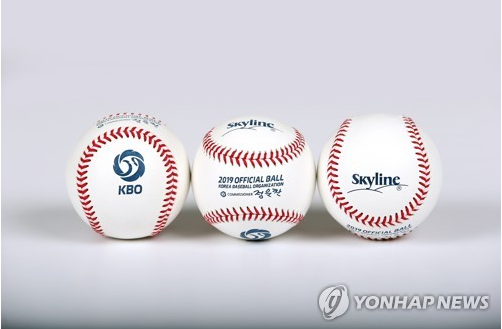 KBO
Skyline
2019 OFFICIAL BALL
KOREA BASEBALL ORGANIZATION
COMMISSIONER 정운찬
Skyline®
2019 OFFICIAL BALL
YONHAP NEWS